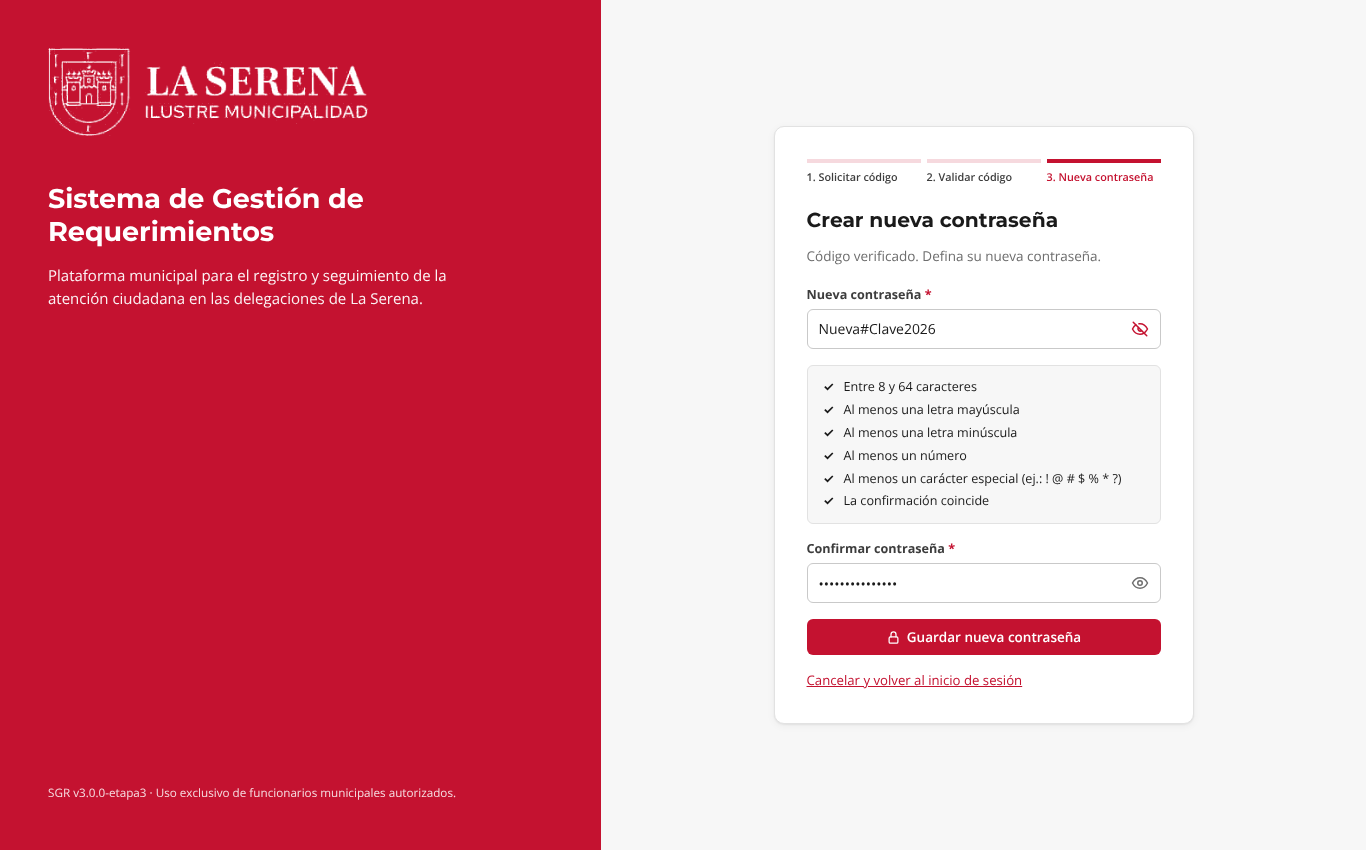 LA SERENA
ILUSTRE MUNICIPALIDAD
Sistema de Gestión de
Requerimientos
Plataforma municipal para el registro y seguimiento de la
atención ciudadana en las delegaciones de La Serena.
SGR v3.0.0-etapa3 · Uso exclusivo de funcionarios municipales autorizados.
1. Solicitar código
2. Validar código
3. Nueva contraseña
Crear nueva contraseña
Código verificado. Defina su nueva contraseña.
Nueva contraseña *
Nueva#Clave2026
Entre 8 y 64 caracteres
Al menos una letra mayúscula
Al menos una letra minúscula
Al menos un número
Al menos un carácter especial (ej.: ! @ # $ % * ?)
La confirmación coincide
Confirmar contraseña *
•••••••••••••••
Guardar nueva contraseña
Cancelar y volver al inicio de sesión